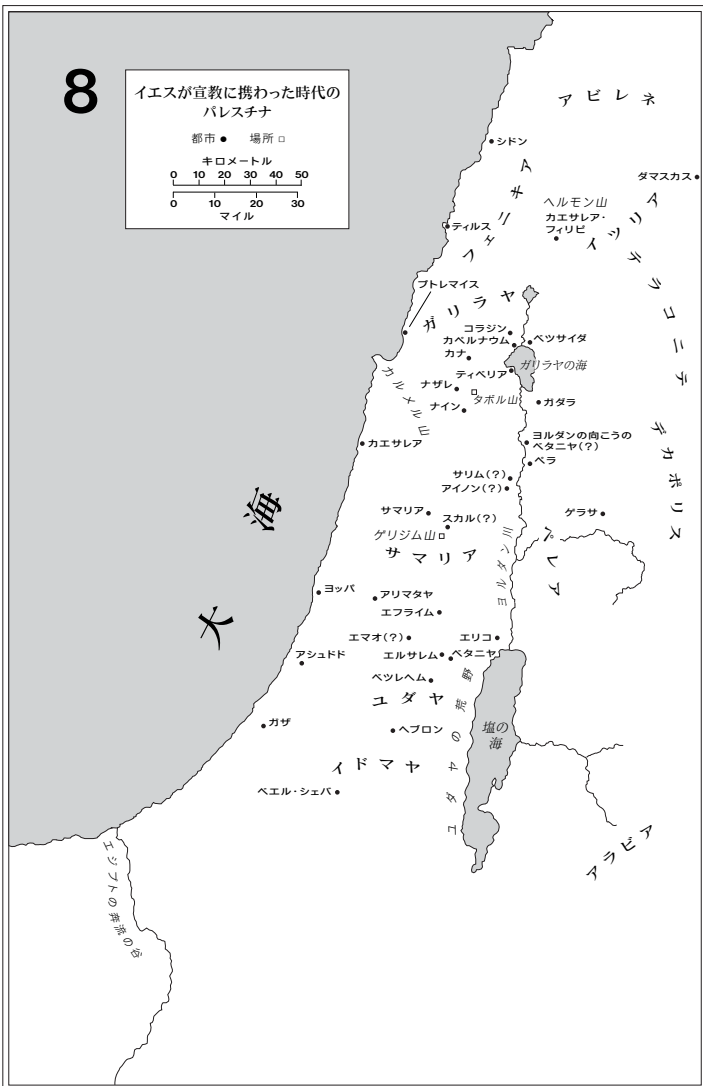 8
イエスが宣教に携わった時代の
パレスチナ
都市 ● 場所 □
キロメートル
0 10 20 30 40 50
0 10 20 30
マイル
アビレネ
シドン
ダマスカス
フェニキア
ヘルモン山
カエサレア・
フィリピ
イツリア
ティルス
テラコニテ
プトレマイス
ガリラヤ
コラジン
カペルナウム
ベツサイダ
カナ
ガリラヤの海
ティベリア
カルメル山
ナザレ
タボル山
ナイン
ガダラ
デカポリス
カエサレア
ヨルダンの向こうの
ベタニヤ(?)
ペラ
サリム(?)
アイノン(?)
大海
サマリア
スカル(?)
ゲラサ
ゲリジム山
サマリア
ヨルダン川
ペレア
ヨッパ
アリマタヤ
エフライム
エマオ(?)
エリコ
エルサレム
ベタニヤ
アシュドド
ベツレヘム
ユダヤ
ユダヤの荒野
ガザ
ヘブロン
塩の
海
イドマヤ
ベエル・シェバ
アラビア
エジプトの奔流の谷